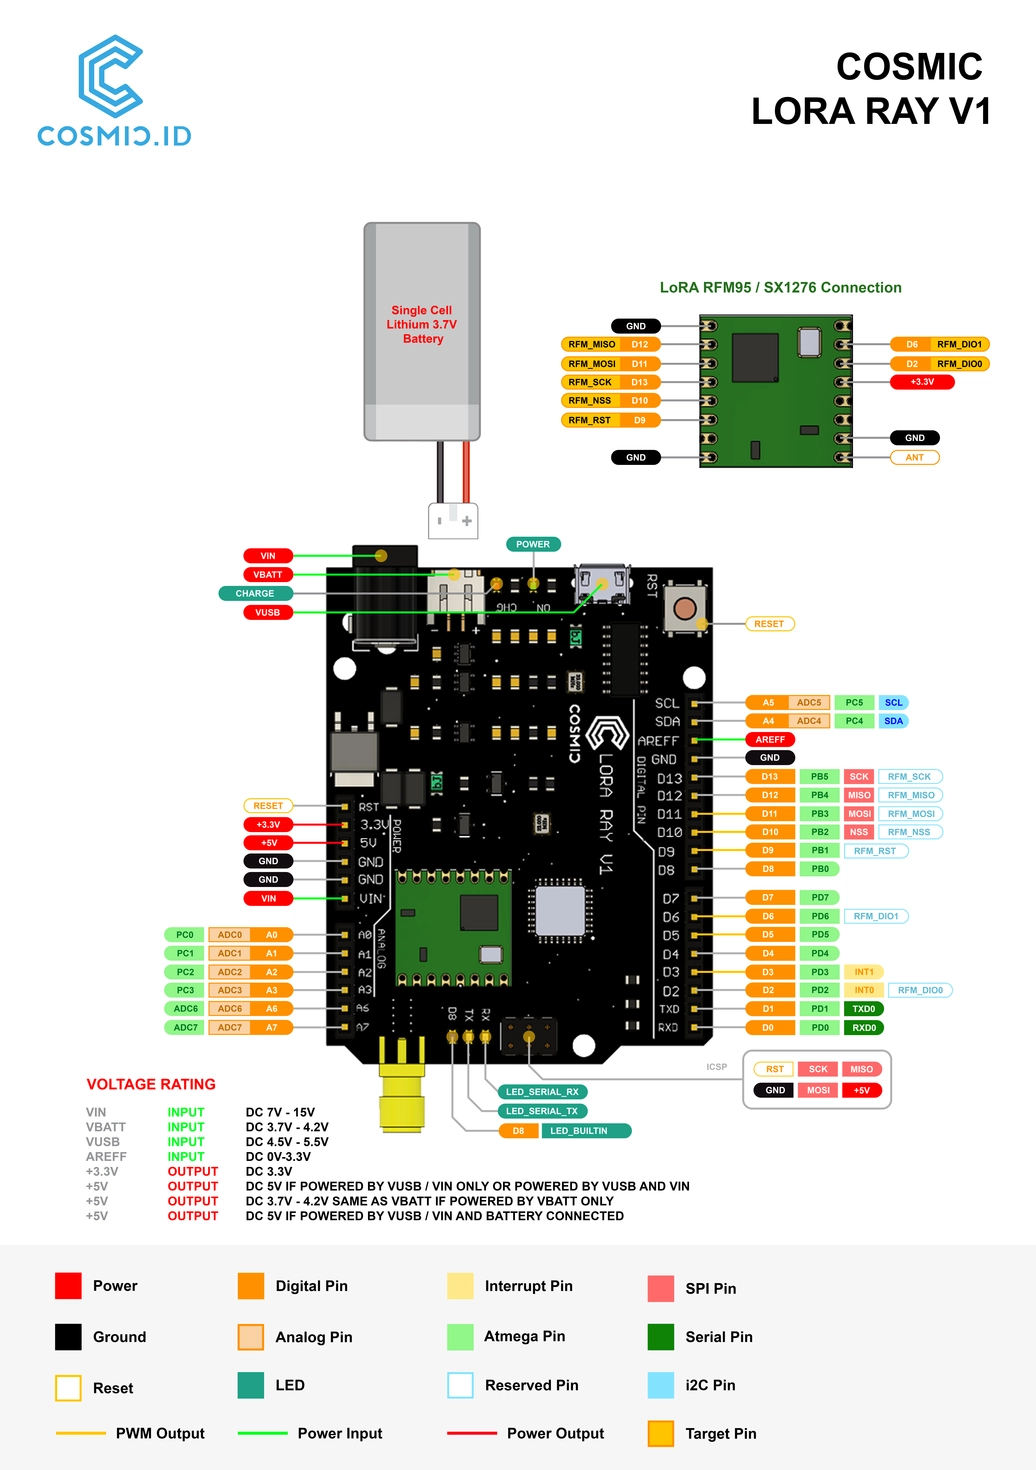 COSMIC.ID
COSMIC
LORA RAY V1
Single Cell
Lithium 3.7V
Battery
- +
LoRA RFM95 / SX1276 Connection
GND
RFM_MISO D12
RFM_MOSI D11
RFM_SCK D13
RFM_NSS D10
RFM_RST D9
GND
D6 RFM_DIO1
D2 RFM_DIO0
+3.3V
GND
ANT
VIN
VBATT
CHARGE
VUSB
POWER
CHG
ON
RST
+
RESET
COSMIC
LORA RAY V1
DIGITAL PIN
SCL A5 ADC5 PC5 SCL
SDA A4 ADC4 PC4 SDA
AREFF AREFF
GND GND
D13 D13 PB5 SCK RFM_SCK
D12 D12 PB4 MISO RFM_MISO
D11 D11 PB3 MOSI RFM_MOSI
D10 D10 PB2 NSS RFM_NSS
D9 D9 PB1 RFM_RST
D8 D8 PB0
D7 D7 PD7
D6 D6 PD6 RFM_DIO1
D5 D5 PD5
D4 D4 PD4
D3 D3 PD3 INT1
D2 D2 PD2 INT0 RFM_DIO0
TXD D1 PD1 TXD0
RXD D0 PD0 RXD0
RESET RST
+3.3V 3.3V
+5V 5V
GND GND
GND GND
VIN VIN
POWER
PC0 ADC0 A0 A0
PC1 ADC1 A1 A1
PC2 ADC2 A2 A2
PC3 ADC3 A3 A3
ADC6 ADC6 A6 A6
ADC7 ADC7 A7 A7
ANALOG
D8 TX RX
ICSP
RST SCK MISO
GND MOSI +5V
LED_SERIAL_RX
LED_SERIAL_TX
D8 LED_BUILTIN
VOLTAGE RATING
VIN INPUT DC 7V - 15V
VBATT INPUT DC 3.7V - 4.2V
VUSB INPUT DC 4.5V - 5.5V
AREFF INPUT DC 0V-3.3V
+3.3V OUTPUT DC 3.3V
+5V OUTPUT DC 5V IF POWERED BY VUSB / VIN ONLY OR POWERED BY VUSB AND VIN
+5V OUTPUT DC 3.7V - 4.2V SAME AS VBATT IF POWERED BY VBATT ONLY
+5V OUTPUT DC 5V IF POWERED BY VUSB / VIN AND BATTERY CONNECTED
Power Digital Pin Interrupt Pin SPI Pin
Ground Analog Pin Atmega Pin Serial Pin
Reset LED Reserved Pin i2C Pin
PWM Output Power Input Power Output Target Pin